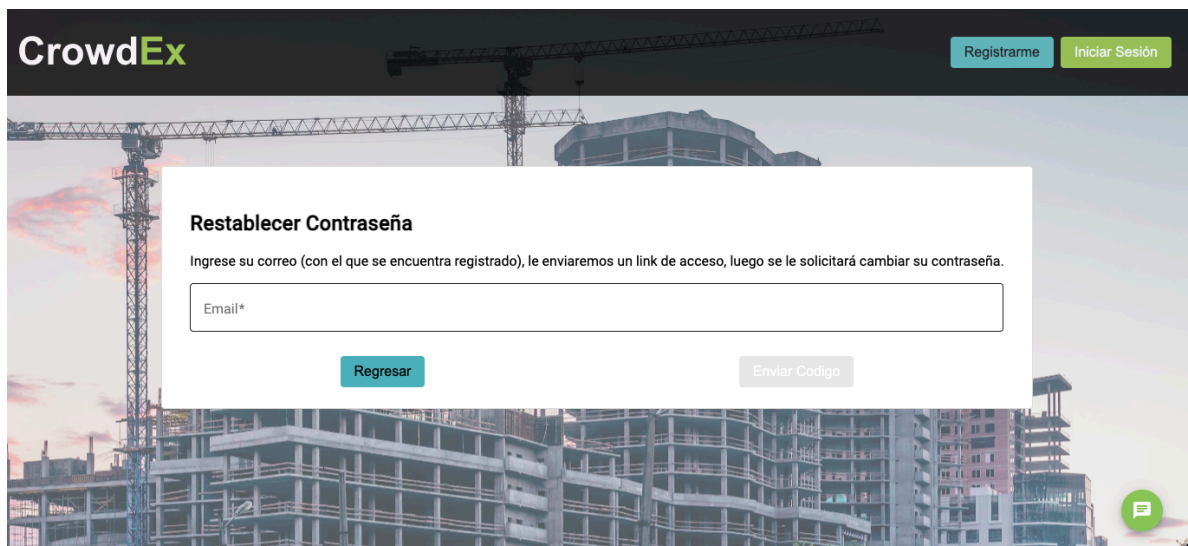 CrowdEx
Registrarme
Iniciar Sesión
Restablecer Contraseña
Ingrese su correo (con el que se encuentra registrado), le enviaremos un link de acceso, luego se le solicitará cambiar su contraseña.
Email*
Regresar
Enviar Codigo